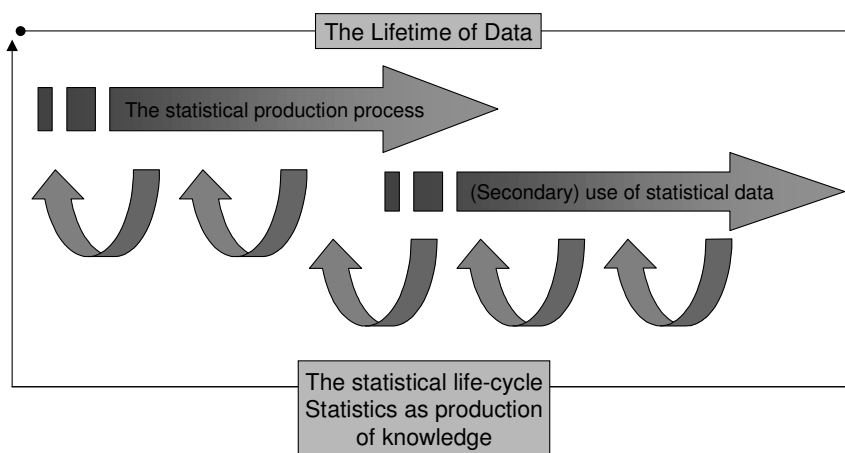 The Lifetime of Data
The statistical production process
(Secondary) use of statistical data
The statistical life-cycle
Statistics as production
of knowledge